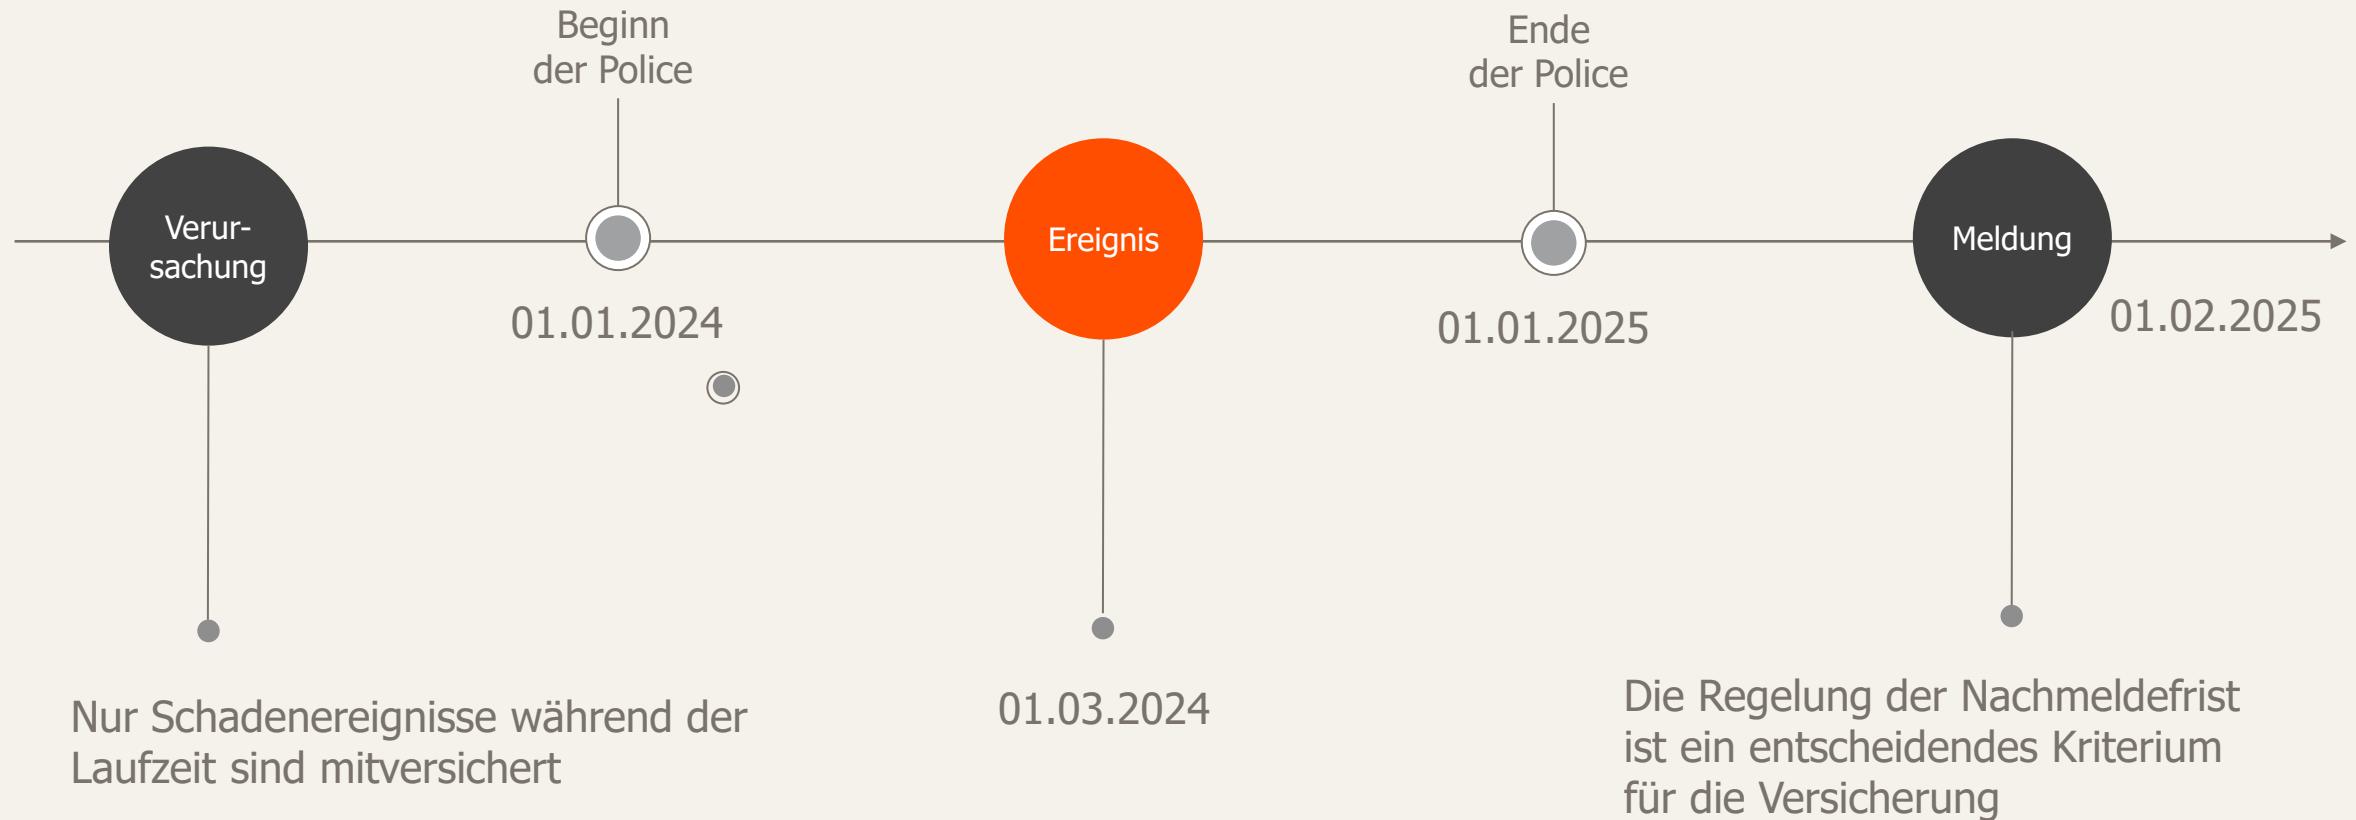 Beginn
der Police
Ende
der Police
Verur-
sachung
Ereignis
Meldung
01.01.2024
01.01.2025
01.02.2025
Nur Schadenereignisse während der
Laufzeit sind mitversichert
01.03.2024
Die Regelung der Nachmeldefrist
ist ein entscheidendes Kriterium
für die Versicherung